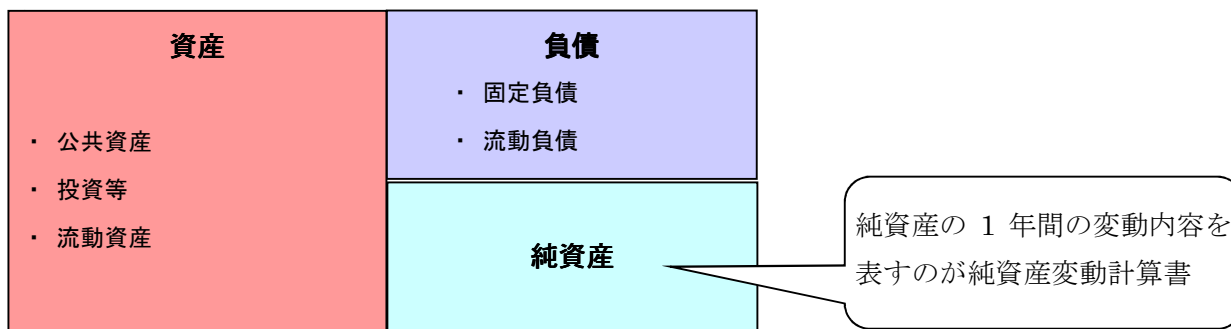 資産
・ 公共資産
・ 投資等
・ 流動資産
負債
・ 固定負債
・ 流動負債
純資産
純資産の 1 年間の変動内容を
表すのが純資産変動計算書